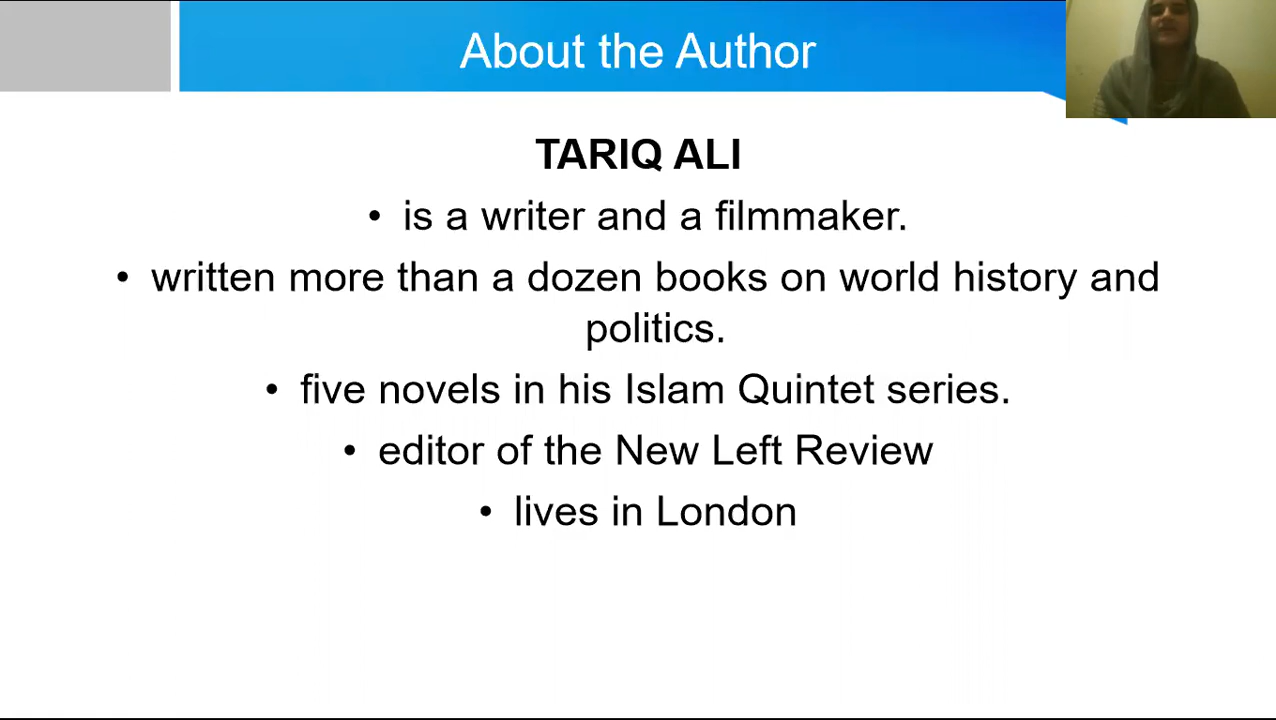 About the Author
TARIQ ALI
• is a writer and a filmmaker.
• written more than a dozen books on world history and
politics.
• five novels in his Islam Quintet series.
• editor of the New Left Review
• lives in London